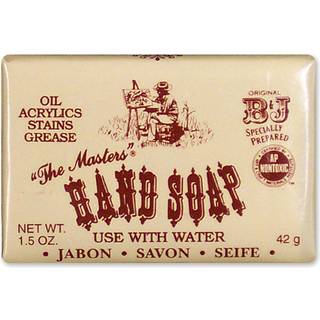 OIL
ACRYLICS
STAINS
GREASE
ORIGINAL
B&J
SPECIALLY
PREPARED
AP
NONTOXIC
"The Masters®
HAND SOAP
NET WT.
1.5 OZ.
USE WITH WATER
42 g
• JABON • SAVON • SEIFE •